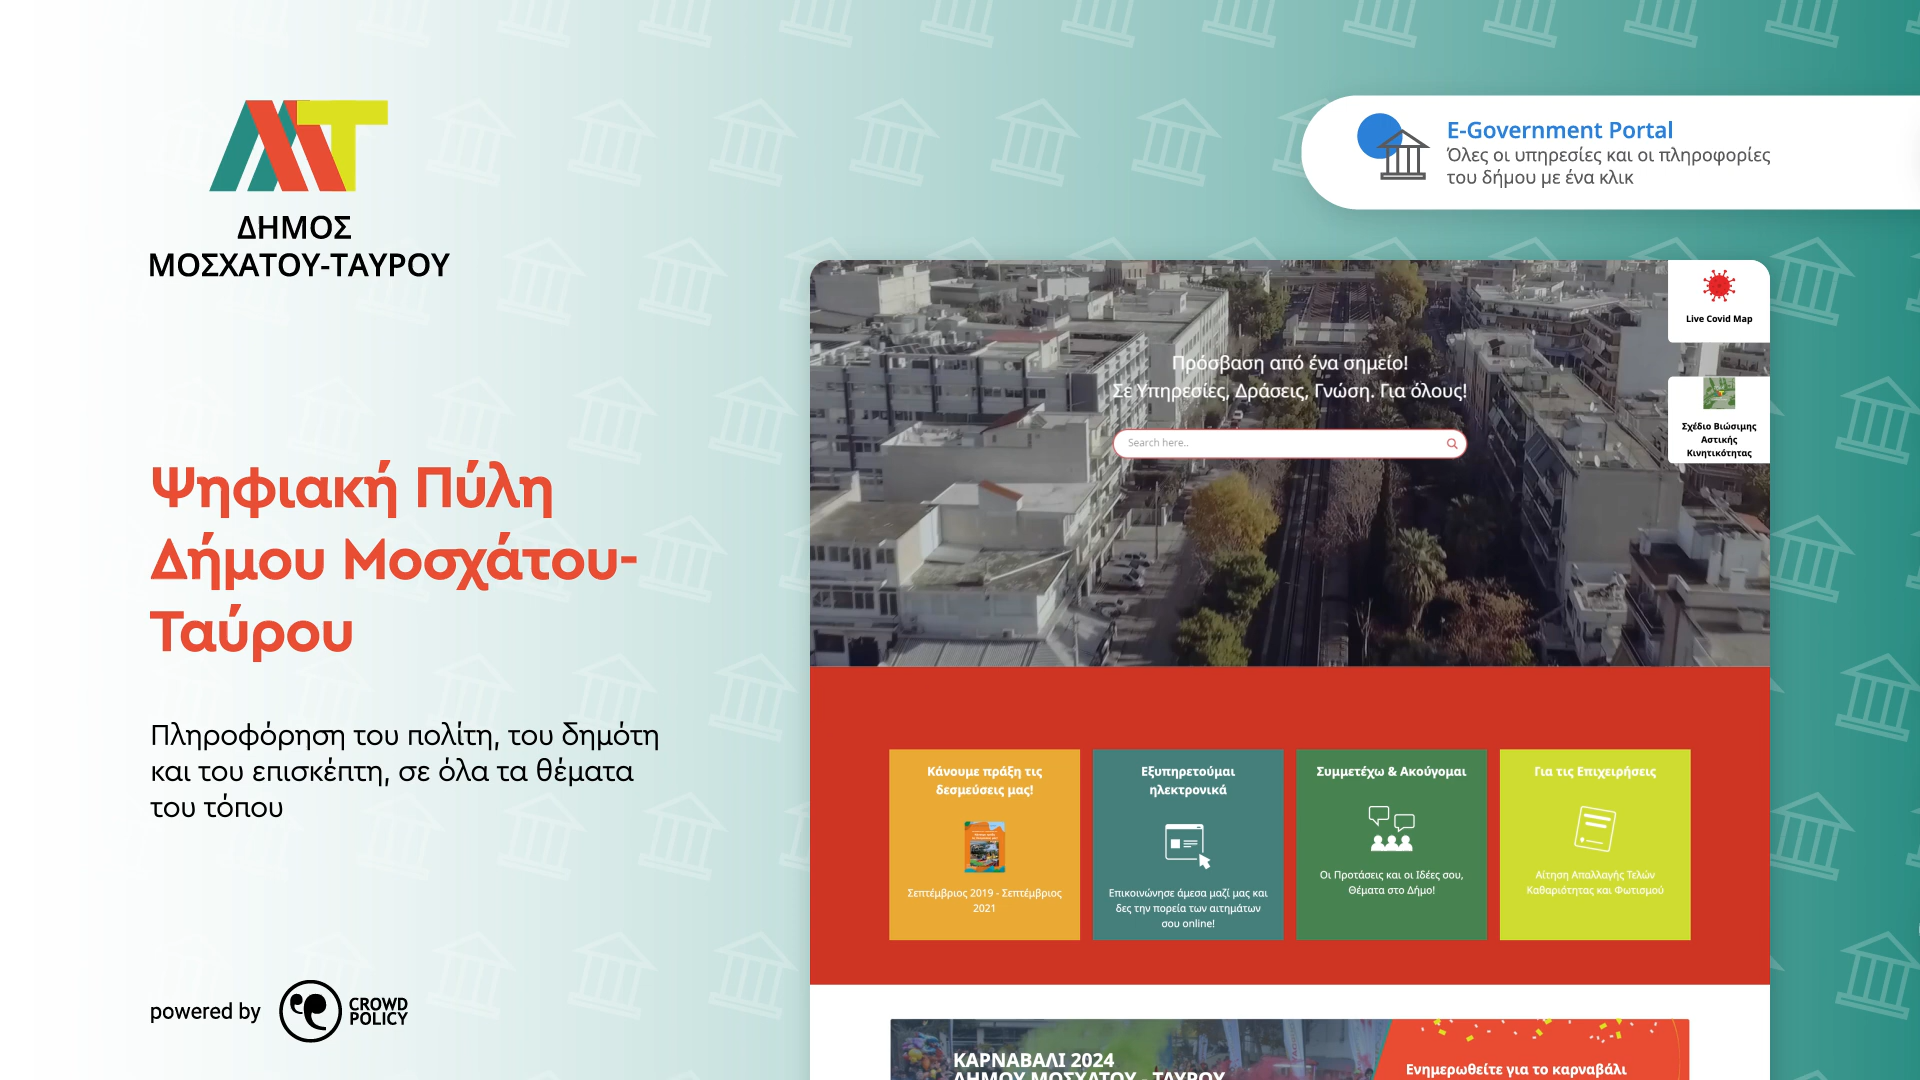 ΜΤ
ΔΗΜΟΣ
ΜΟΣΧΑΤΟΥ-ΤΑΥΡΟΥ
Ψηφιακή Πύλη
Δήμου Μοσχάτου-
Ταύρου
Πληροφόρηση του πολίτη, του δημότη
και του επισκέπτη, σε όλα τα θέματα
του τόπου
powered by
CROWD
POLICY
E-Government Portal
Όλες οι υπηρεσίες και οι πληροφορίες
του δήμου με ένα κλικ
Live Covid Map
Σχέδιο Βιώσιμης
Αστικής
Κινητικότητας
Πρόσβαση από ένα σημείο!
Σε Υπηρεσίες, Δράσεις, Γνώση. Για όλους!
Search here..
Κάνουμε πράξη τις
δεσμεύσεις μας!
Σεπτέμβριος 2019 - Σεπτέμβριος
2021
Εξυπηρετούμαι
ηλεκτρονικά
Επικοινώνησε άμεσα μαζί μας και
δες την πορεία των αιτημάτων
σου online!
Συμμετέχω & Ακούγομαι
Οι Προτάσεις και οι Ιδέες σου,
Θέματα στο Δήμο!
Για τις Επιχειρήσεις
Αίτηση Απαλλαγής Τελών
Καθαριότητας και Φωτισμού
ΚΑΡΝΑΒΑΛΙ 2024
ΔΗΜΟΥ ΜΟΣΧΑΤΟΥ - ΤΑΥΡΟΥ
Ενημερωθείτε για το καρναβάλι